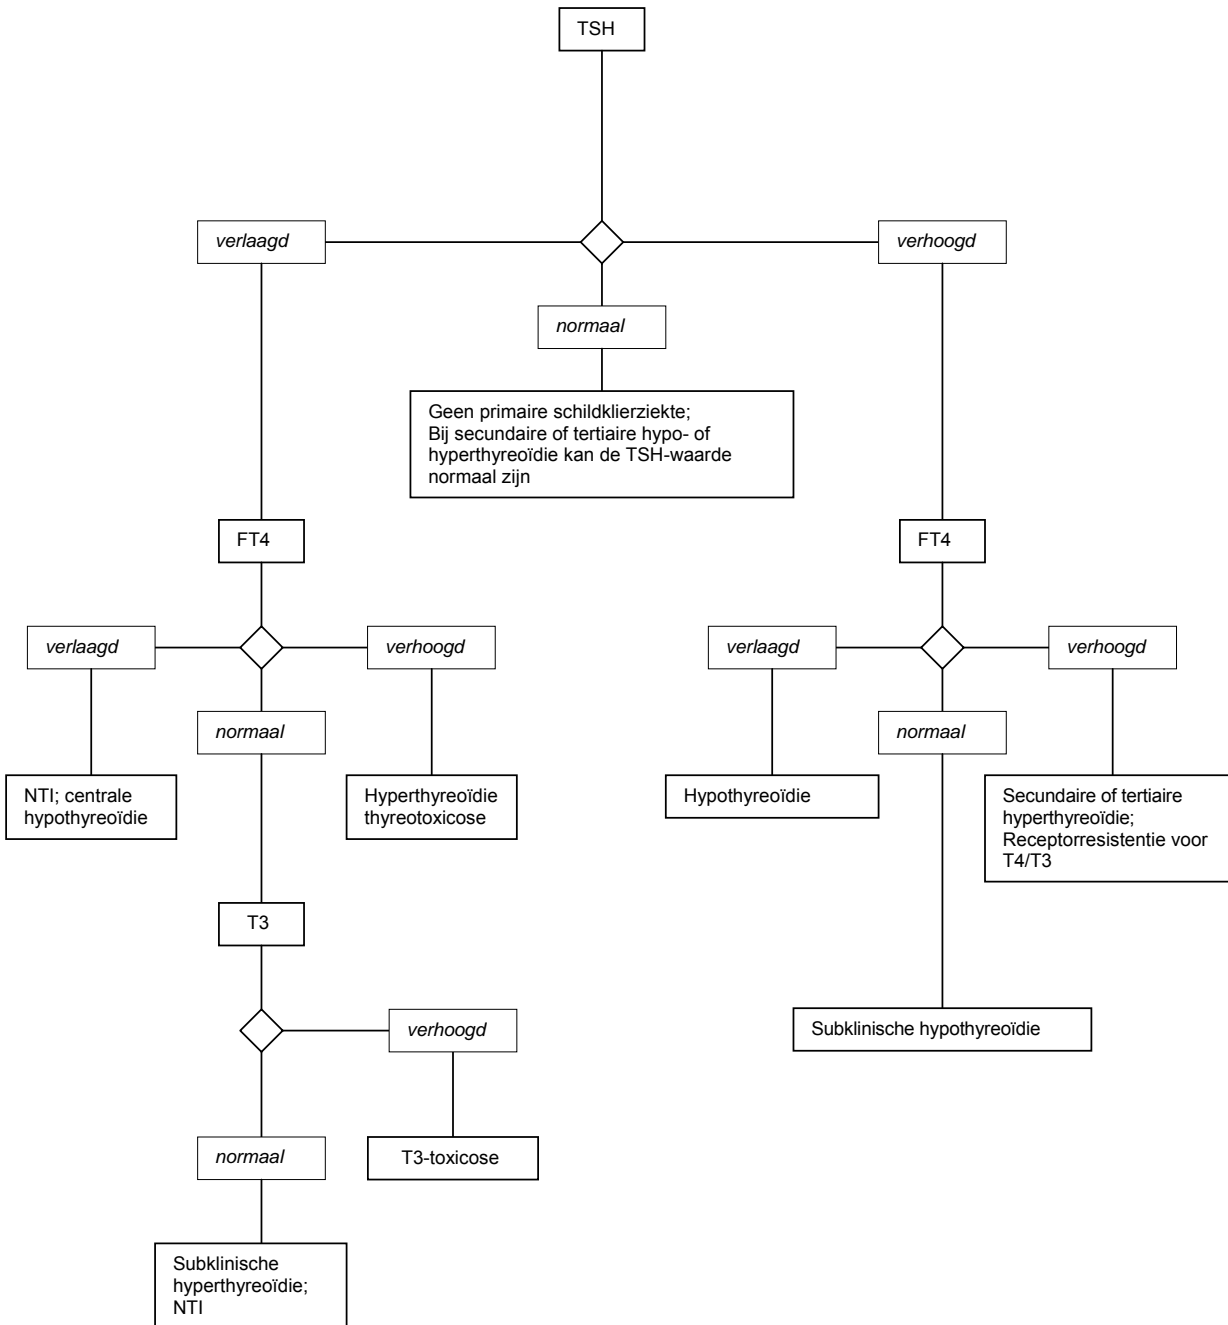 TSH
verlaagd
verhoogd
normaal
Geen primaire schildklierziekte;
Bij secundaire of tertiaire hypo- of
hyperthyreoïdie kan de TSH-waarde
normaal zijn
FT4
FT4
verlaagd
verhoogd
verlaagd
verhoogd
normaal
normaal
NTI; centrale
hypothyreoïdie
Hyperthyreoïdie
thyreotoxicose
Hypothyreoïdie
Secundaire of tertiaire
hyperthyreoïdie;
Receptorresistentie voor
T4/T3
T3
verhoogd
Subklinische hypothyreoïdie
normaal
T3-toxicose
Subklinische
hyperthyreoïdie;
NTI